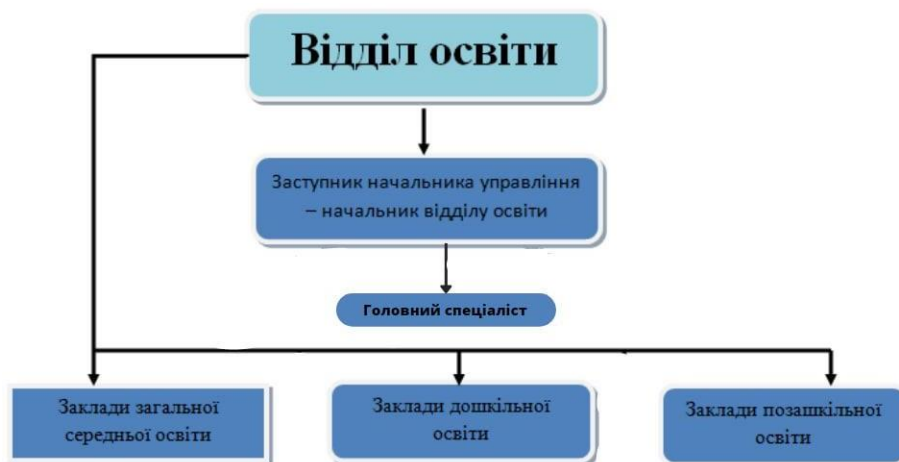 Відділ освіти
Заступник начальника управління
– начальник відділу освіти
Головний спеціаліст
Заклади загальної
середньої освіти
Заклади дошкільної
освіти
Заклади позашкільної
освіти